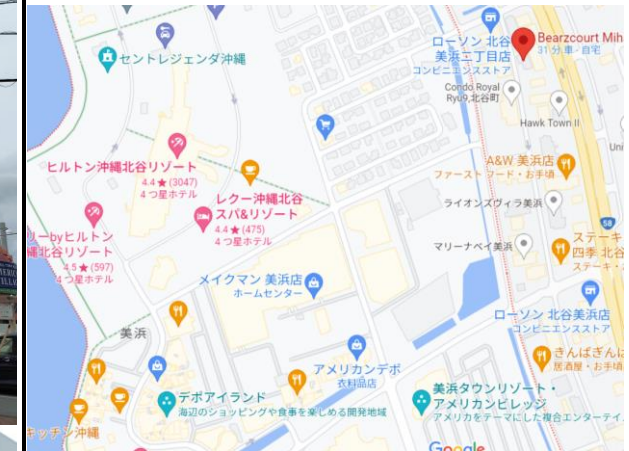 ローソン 北谷
美浜二丁目店
コンビニエンスストア
Bearzcourt Mih
31 分 車 - 自宅
セントレジェンダ沖縄
Condo Royal
Ryu9,北谷町
Hawk Town II
Uni
ヒルトン沖縄北谷リゾート
4.4★(3047)
4 つ星ホテル
A&W 美浜店
ファースト フード・お手頃
レクー沖縄北谷
スパ&リゾート
4.4★(475)
4 つ星ホテル
ライオンズヴィラ美浜
58
リーbyヒルトン
縄北谷リゾート
4.5★(597)
4 つ星ホテル
マリーナベイ美浜
ステーキ
四季 北谷
ステーキ・
メイクマン 美浜店
ホームセンター
ローソン 北谷美浜店
コンビニエンスストア
美浜
きんぱぎんぱ
居酒屋・お手頃
アメリカンデポ
衣料品店
デポアイランド
海辺のショッピングや食事を楽しめる開発地域
美浜タウンリゾート・
アメリカンビレッジ
アメリカをテーマにした複合エンターテイ
キッチン沖縄
Google